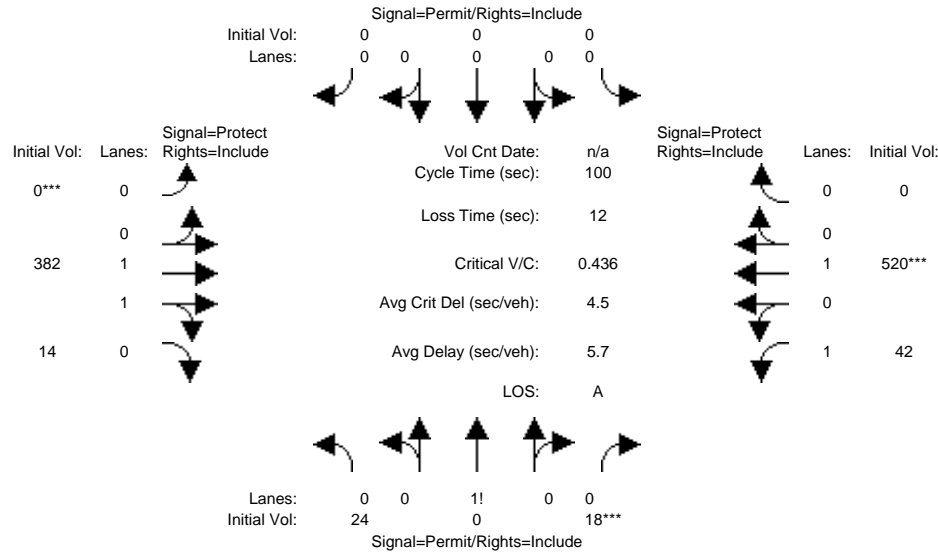 Signal=Permit/Rights=Include
Initial Vol: 0 0 0
Lanes: 0 0 0 0 0
Signal=Protect Signal=Protect
Initial Vol: Lanes: Rights=Include Vol Cnt Date: n/a Rights=Include Lanes: Initial Vol:
Cycle Time (sec): 100
0*** 0 0 0
Loss Time (sec): 12
0 0
382 1 Critical V/C: 0.436 1 520***
1 Avg Crit Del (sec/veh): 4.5 0
14 0 Avg Delay (sec/veh): 5.7 1 42
LOS: A
Lanes: 0 0 1! 0 0
Initial Vol: 24 0 18***
Signal=Permit/Rights=Include